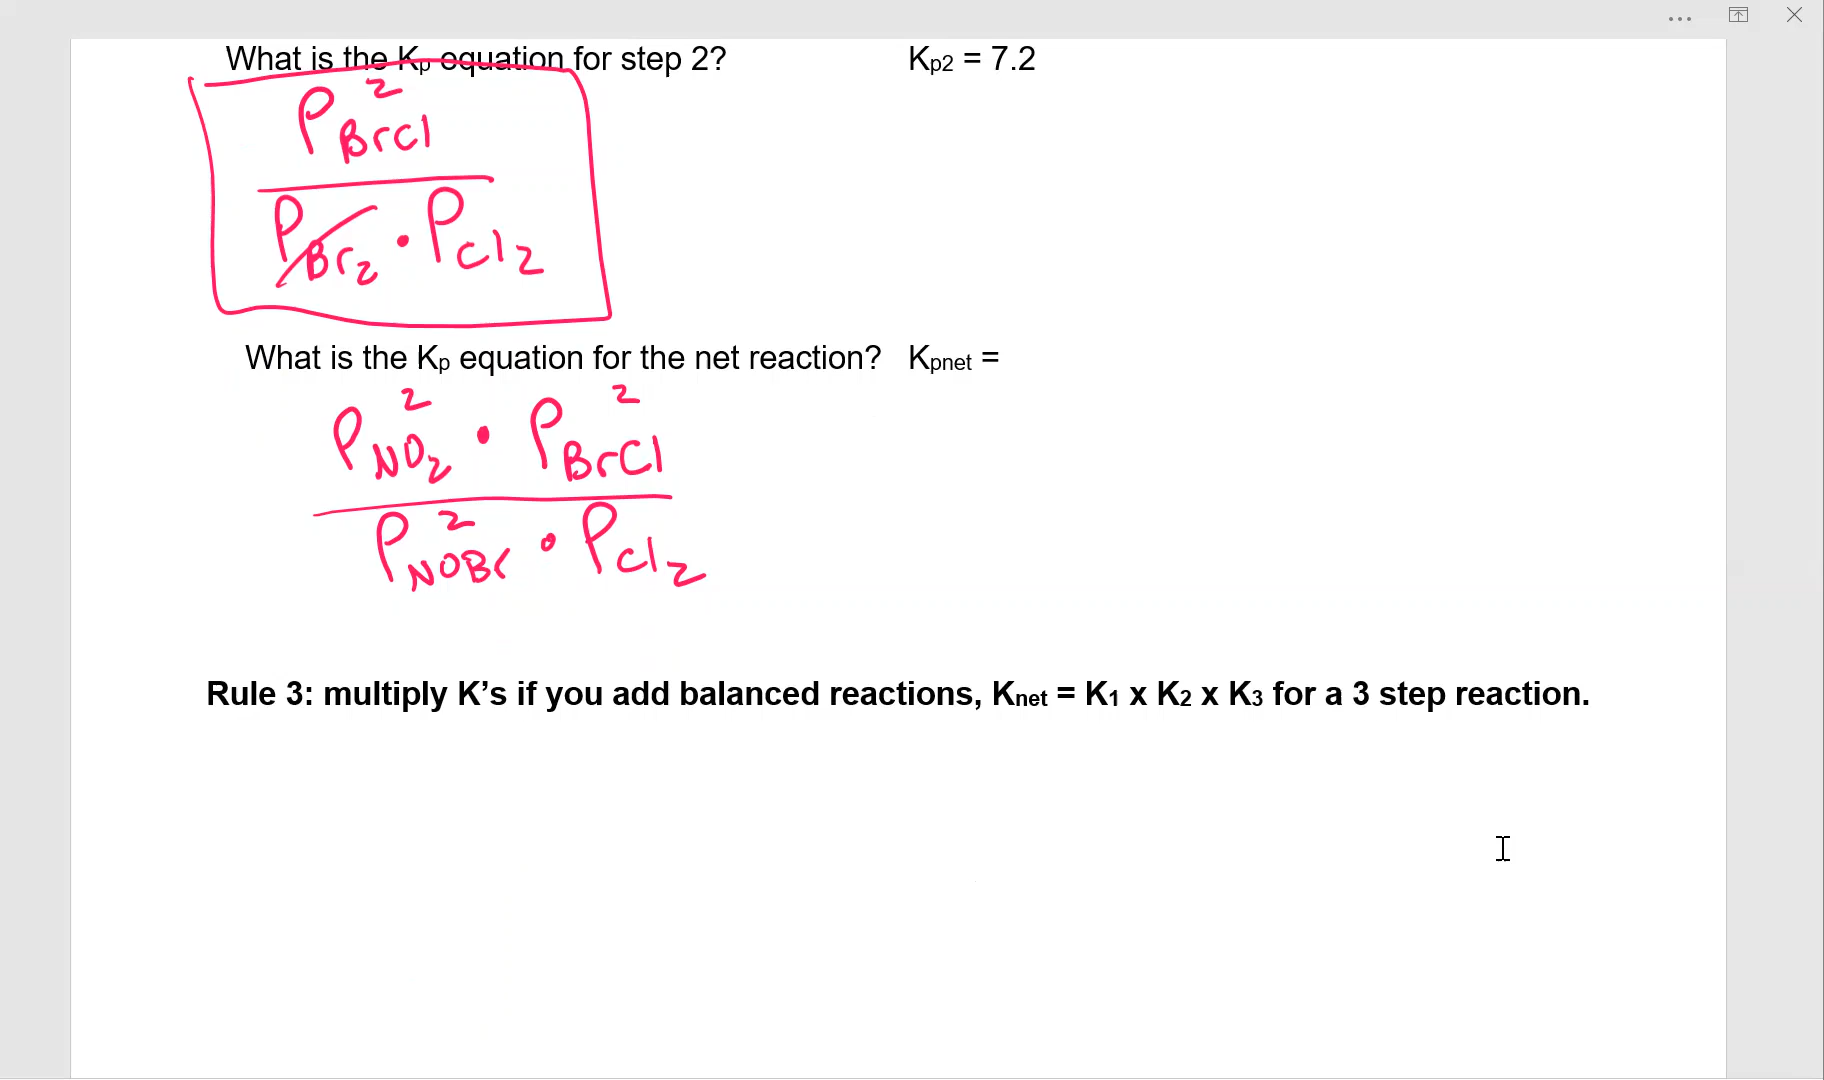 What is the Kp equation for step 2? Kp2 = 7.2
P²BrCl
PBr₂ • PCl₂
What is the Kp equation for the net reaction? Kpnet =
P²NO₂ • P²BrCl
P²NOBr • PCl₂
Rule 3: multiply K’s if you add balanced reactions, Knet = K1 x K2 x K3 for a 3 step reaction.